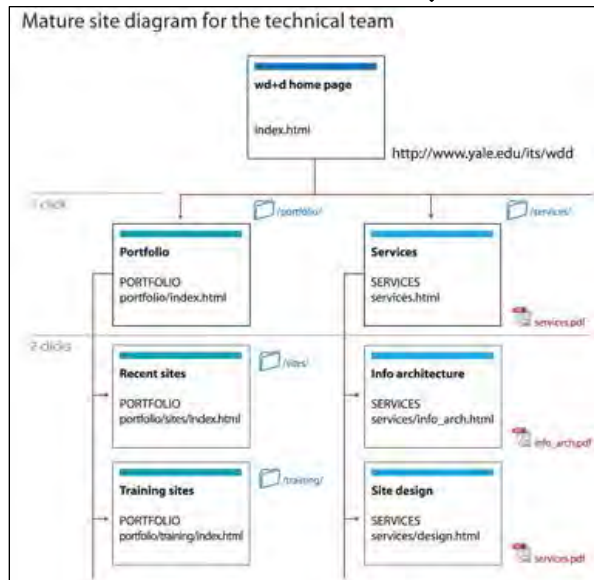 Mature site diagram for the technical team
wd+d home page
index.html
http://www.yale.edu/its/wdd
1 click
/portfolio/
/services/
Portfolio
PORTFOLIO
portfolio/index.html
Services
SERVICES
services.html
services.pdf
2 clicks
Recent sites
PORTFOLIO
portfolio/sites/index.html
/sites/
Info architecture
SERVICES
services/info_arch.html
info_arch.pdf
Training sites
PORTFOLIO
portfolio/training/index.html
/training/
Site design
SERVICES
services/design.html
services.pdf